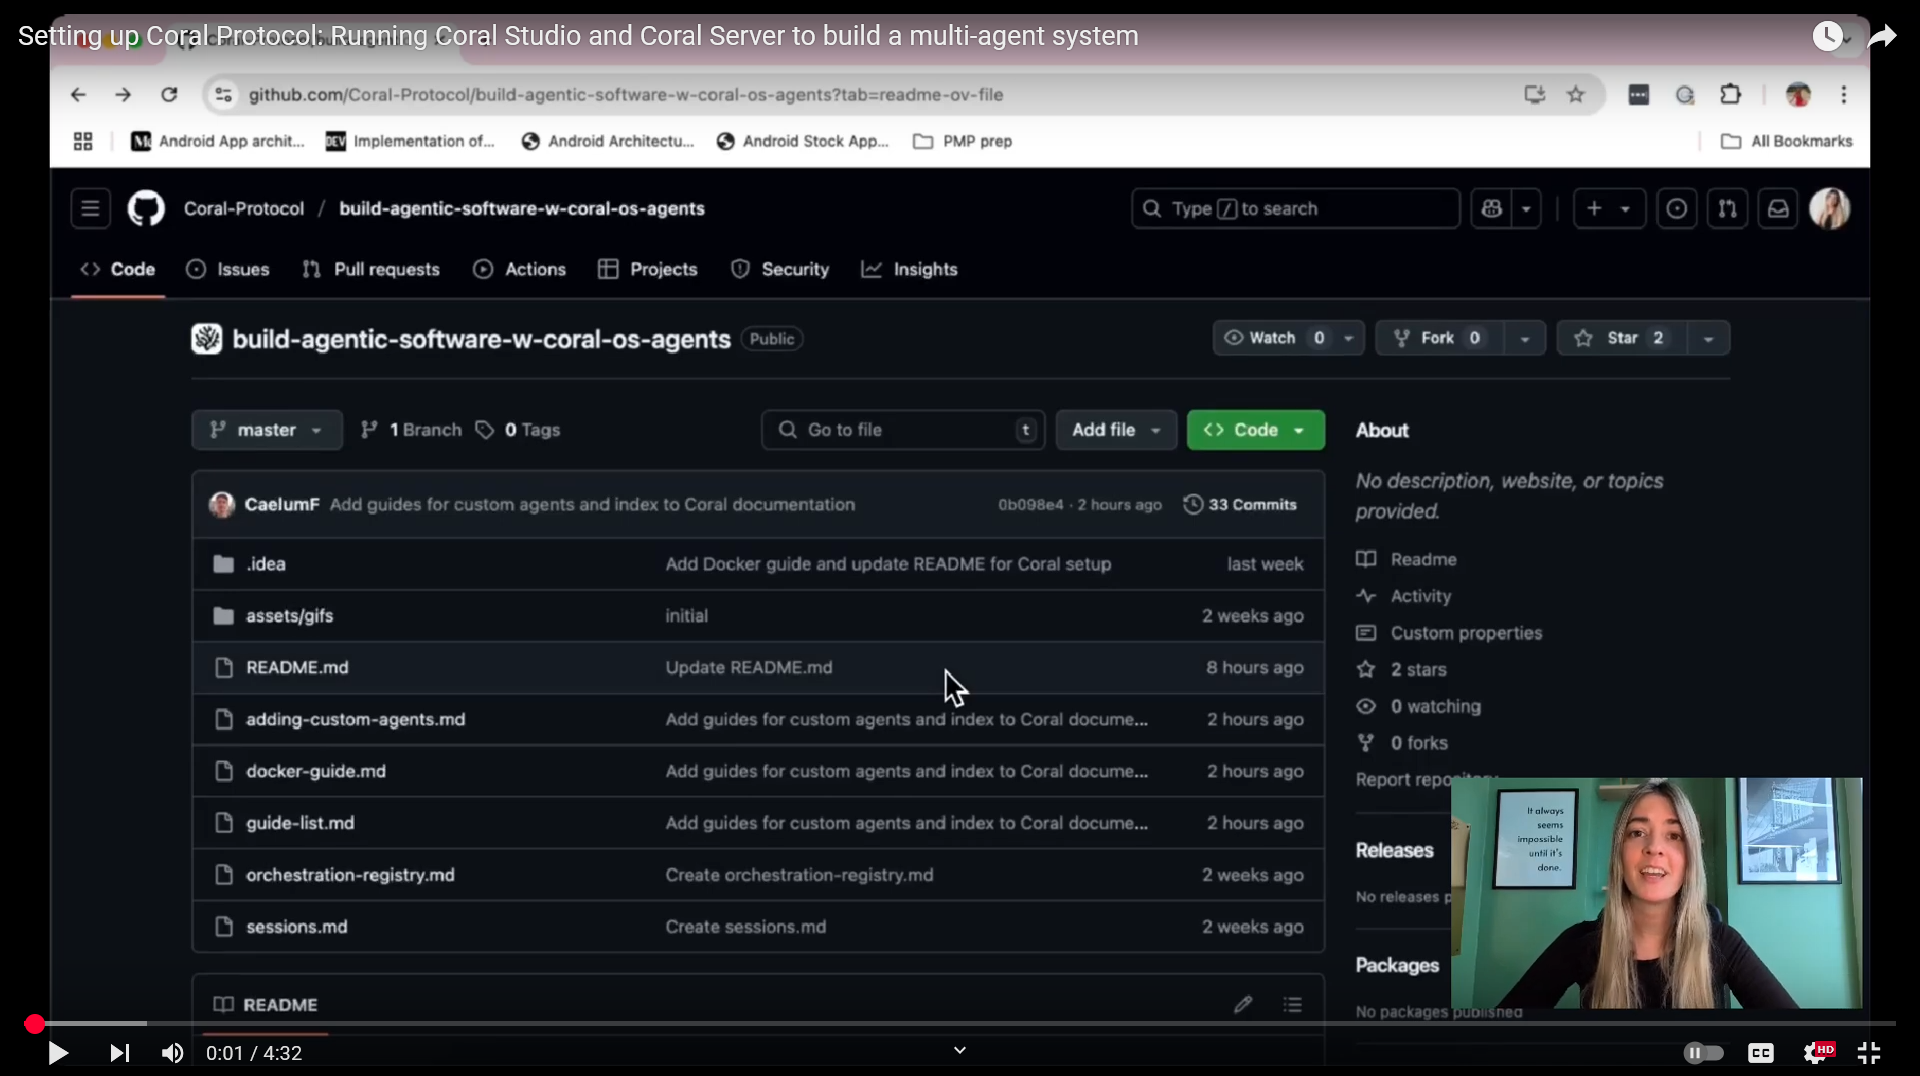 Setting up Coral Protocol: Running Coral Studio and Coral Server to build a multi-agent system
github.com/Coral-Protocol/build-agentic-software-w-coral-os-agents?tab=readme-ov-file
Android App archit...
DEV
Implementation of...
Android Architectu...
Android Stock App...
PMP prep
All Bookmarks
Coral-Protocol / build-agentic-software-w-coral-os-agents
Type / to search
Code
Issues
Pull requests
Actions
Projects
Security
Insights
build-agentic-software-w-coral-os-agents
Public
Watch 0
Fork 0
Star 2
master
1 Branch
0 Tags
Go to file
t
Add file
<> Code
About
No description, website, or topics
provided.
CaelumF Add guides for custom agents and index to Coral documentation
0b098e4 · 2 hours ago
33 Commits
.idea
Add Docker guide and update README for Coral setup
last week
assets/gifs
initial
2 weeks ago
README.md
Update README.md
8 hours ago
adding-custom-agents.md
Add guides for custom agents and index to Coral docume...
2 hours ago
docker-guide.md
Add guides for custom agents and index to Coral docume...
2 hours ago
guide-list.md
Add guides for custom agents and index to Coral docume...
2 hours ago
orchestration-registry.md
Create orchestration-registry.md
2 weeks ago
sessions.md
Create sessions.md
2 weeks ago
Readme
Activity
Custom properties
2 stars
0 watching
0 forks
Report repository
Releases
No releases p
Packages
No packages published
It always
seems
impossible
until it's
done.
README
0:01 / 4:32
CC
HD